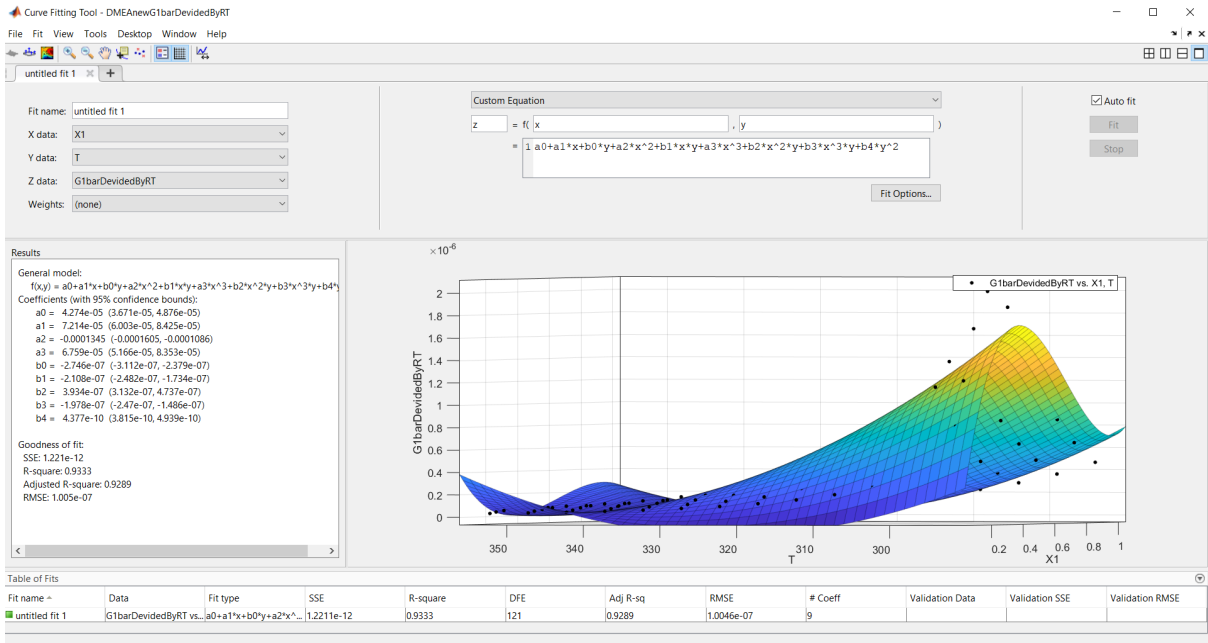 Curve Fitting Tool - DMEAnewG1barDevidedByRT
File Fit View Tools Desktop Window Help
untitled fit 1
Fit name: untitled fit 1
X data: X1
Y data: T
Z data: G1barDevidedByRT
Weights: (none)
Custom Equation
z = f( x , y )
= 1 a0+a1*x+b0*y+a2*x^2+b1*x*y+a3*x^3+b2*x^2*y+b3*x^3*y+b4*y^2
Fit Options...
Auto fit
Fit
Stop
Results
General model:
f(x,y) = a0+a1*x+b0*y+a2*x^2+b1*x*y+a3*x^3+b2*x^2*y+b3*x^3*y+b4*y
Coefficients (with 95% confidence bounds):
a0 = 4.274e-05 (3.671e-05, 4.876e-05)
a1 = 7.214e-05 (6.003e-05, 8.425e-05)
a2 = -0.0001345 (-0.0001605, -0.0001086)
a3 = 6.759e-05 (5.166e-05, 8.353e-05)
b0 = -2.746e-07 (-3.112e-07, -2.379e-07)
b1 = -2.108e-07 (-2.482e-07, -1.734e-07)
b2 = 3.934e-07 (3.132e-07, 4.737e-07)
b3 = -1.978e-07 (-2.47e-07, -1.486e-07)
b4 = 4.377e-10 (3.815e-10, 4.939e-10)
Goodness of fit:
SSE: 1.221e-12
R-square: 0.9333
Adjusted R-square: 0.9289
RMSE: 1.005e-07
×10^-6
G1barDevidedByRT vs. X1, T
2
1.8
1.6
1.4
1.2
1
0.8
0.6
0.4
0.2
0
G1barDevidedByRT
350 340 330 320 310 300
T
0.2 0.4 0.6 0.8 1
X1
Table of Fits
Fit name Data Fit type SSE R-square DFE Adj R-sq RMSE # Coeff Validation Data Validation SSE Validation RMSE
untitled fit 1 G1barDevidedByRT vs... a0+a1*x+b0*y+a2*x^... 1.2211e-12 0.9333 121 0.9289 1.0046e-07 9